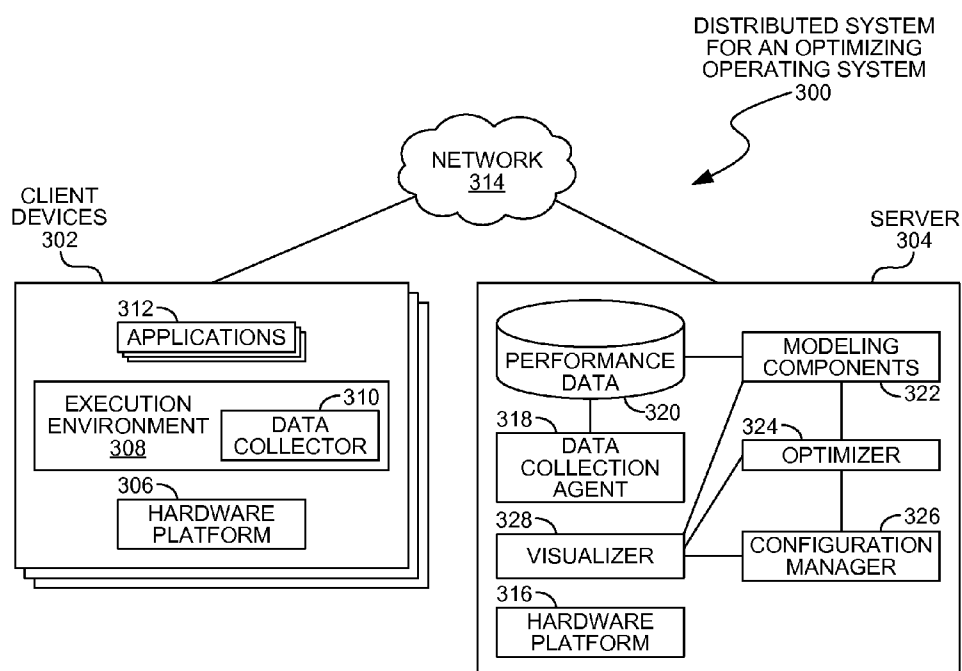 DISTRIBUTED SYSTEM
FOR AN OPTIMIZING
OPERATING SYSTEM
300
NETWORK
314
CLIENT
DEVICES
302
SERVER
304
312
APPLICATIONS
EXECUTION
ENVIRONMENT
308
310
DATA
COLLECTOR
306
HARDWARE
PLATFORM
PERFORMANCE
DATA
320
MODELING
COMPONENTS
322
318
DATA
COLLECTION
AGENT
324
OPTIMIZER
328
VISUALIZER
326
CONFIGURATION
MANAGER
316
HARDWARE
PLATFORM